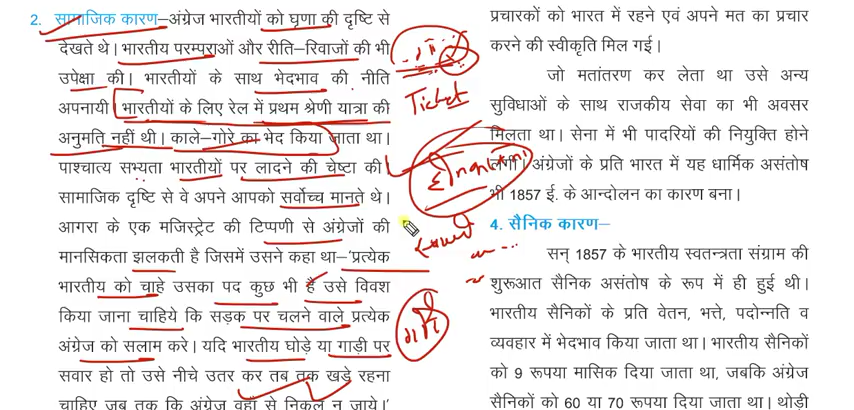 2. सामाजिक कारण–अंग्रेज भारतीयों को घृणा की दृष्टि से
देखते थे। भारतीय परम्पराओं और रीति-रिवाजों की भी
उपेक्षा की। भारतीयों के साथ भेदभाव की नीति
अपनायी भारतीयों के लिए रेल में प्रथम श्रेणी यात्रा की
अनुमति नहीं थी। काले-गोरे का भेद किया जाता था।
पाश्चात्य सभ्यता भारतीयों पर लादने की चेष्टा की
सामाजिक दृष्टि से वे अपने आपको सर्वोच्च मानते थे।
आगरा के एक मजिस्ट्रेट की टिप्पणी से अंग्रेजों की
मानसिकता झलकती है जिसमें उसने कहा था–'प्रत्येक
भारतीय को चाहे उसका पद कुछ भी है उसे विवश
किया जाना चाहिये कि सड़क पर चलने वाले प्रत्येक
अंग्रेज को सलाम करे। यदि भारतीय घोड़े या गाड़ी पर
सवार हो तो उसे नीचे उतर कर तब तक खड़े रहना
चाहिए जब तक कि अंग्रेज वहाँ से निकल न जाये।'
Ticket
प्रचारकों को भारत में रहने एवं अपने मत का प्रचार
करने की स्वीकृति मिल गई।
जो मतांतरण कर लेता था उसे अन्य
सुविधाओं के साथ राजकीय सेवा का भी अवसर
मिलता था। सेना में भी पादरियों की नियुक्ति होने
लगी। अंग्रेजों के प्रति भारत में यह धार्मिक असंतोष
भी 1857 ई. के आन्दोलन का कारण बना।
4. सैनिक कारण–
सन् 1857 के भारतीय स्वतन्त्रता संग्राम की
शुरूआत सैनिक असंतोष के रूप में ही हुई थी।
भारतीय सैनिकों के प्रति वेतन, भत्ते, पदोन्नति व
व्यवहार में भेदभाव किया जाता था। भारतीय सैनिकों
को 9 रूपया मासिक दिया जाता था, जबकि अंग्रेज
सैनिकों को 60 या 70 रूपया दिया जाता था। थोड़ी